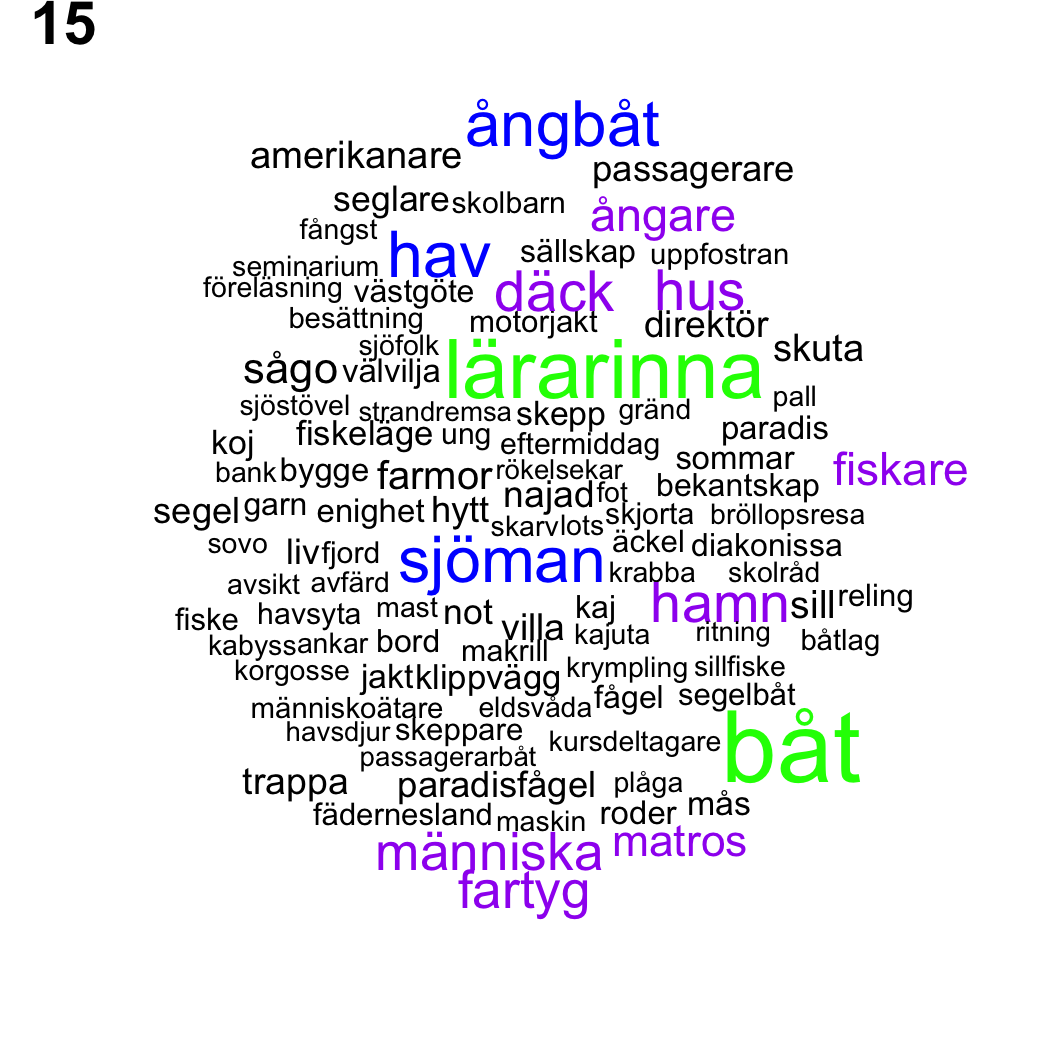 15
ångbåt
amerikanare
passagerare
seglare skolbarn ångare
fångst
hav sällskap uppfostran
seminarium
föreläsning västgöte däck hus
besättning motorjakt direktör
sjöfolk lärarinna skuta
sågo välvilja
sjöstövel strandremsa skepp gränd pall
koj fiskeläge ung eftermiddag paradis
bank bygge farmor rökelsekar sommar fiskare
segel garn enighet hytt najad fot bekantskap
skarvlots skjorta bröllopsresa
sovo liv fjord sjöman äckel diakonissa
avsikt avfärd krabba skolråd
fiske havsyta mast not villa kaj hamn sill reling
kabyss ankar bord makrill kajuta ritning båtlag
korgosse jakt klippvägg krympling sillfiske
människoätare eldsvåda fågel segelbåt
havsdjur skeppare kursdeltagare båt
passagerarbåt
trappa paradisfågel plåga
fädernesland maskin roder mås
människa matros
fartyg